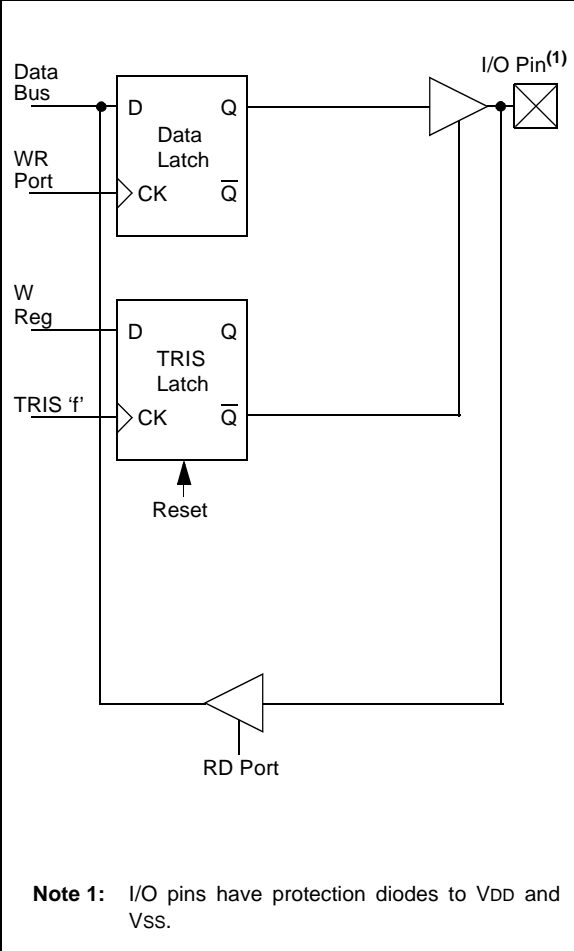 I/O Pin(1)
Data
Bus
D
Q
Data
Latch
WR
Port
CK
Q̅
W
Reg
D
Q
TRIS
Latch
TRIS ‘f’
CK
Q̅
Reset
RD Port
Note 1: I/O pins have protection diodes to VDD and
VSS.